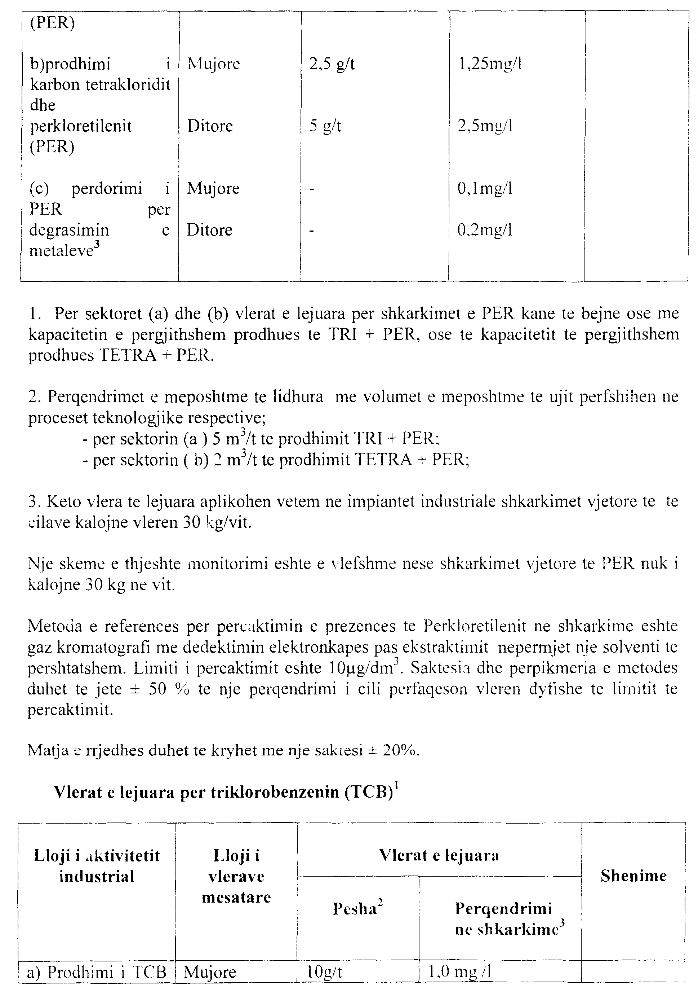 (PER)
b)prodhimi i Mujore 2,5 g/t 1,25mg/l
karbon tetrakloridit
dhe
perkloretilenit Ditore 5 g/t 2,5mg/l
(PER)
(c) perdorimi i Mujore - 0,1mg/l
PER per
degrasimin e Ditore - 0,2mg/l
metaleve³
1. Per sektoret (a) dhe (b) vlerat e lejuara per shkarkimet e PER kane te bejne ose me
kapacitetin e pergjithshem prodhues te TRI + PER, ose te kapacitetit te pergjithshem
prodhues TETRA + PER.
2. Perqendrimet e meposhtme te lidhura me volumet e meposhtme te ujit perfshihen ne
proceset teknologjike respective;
- per sektorin (a ) 5 m³/t te prodhimit TRI + PER;
- per sektorin ( b) 2 m³/t te prodhimit TETRA + PER;
3. Keto vlera te lejuara aplikohen vetem ne impiantet industriale shkarkimet vjetore te te
cilave kalojne vleren 30 kg/vit.
Nje skeme e thjeshte monitorimi eshte e vlefshme nese shkarkimet vjetore te PER nuk i
kalojne 30 kg ne vit.
Metoda e references per percaktimin e prezences te Perkloretilenit ne shkarkime eshte
gaz kromatografi me dedektimin elektronkapes pas ekstraktimit nepermjet nje solventi te
pershtatshem. Limiti i percaktimit eshte 10µg/dm³. Saktesia dhe perpikmeria e metodes
duhet te jete ± 50 % te nje perqendrimi i cili perfaqeson vleren dyfishe te limitit te
percaktimit.
Matja e rrjedhes duhet te kryhet me nje saktesi ± 20%.
Vlerat e lejuara per triklorobenzenin (TCB)¹
Lloji i aktivitetit Lloji i Vlerat e lejuara
industrial vlerave Shenime
mesatare Pesha² Perqendrimi
ne shkarkime³
a) Prodhimi i TCB Mujore 10g/t 1,0 mg /l